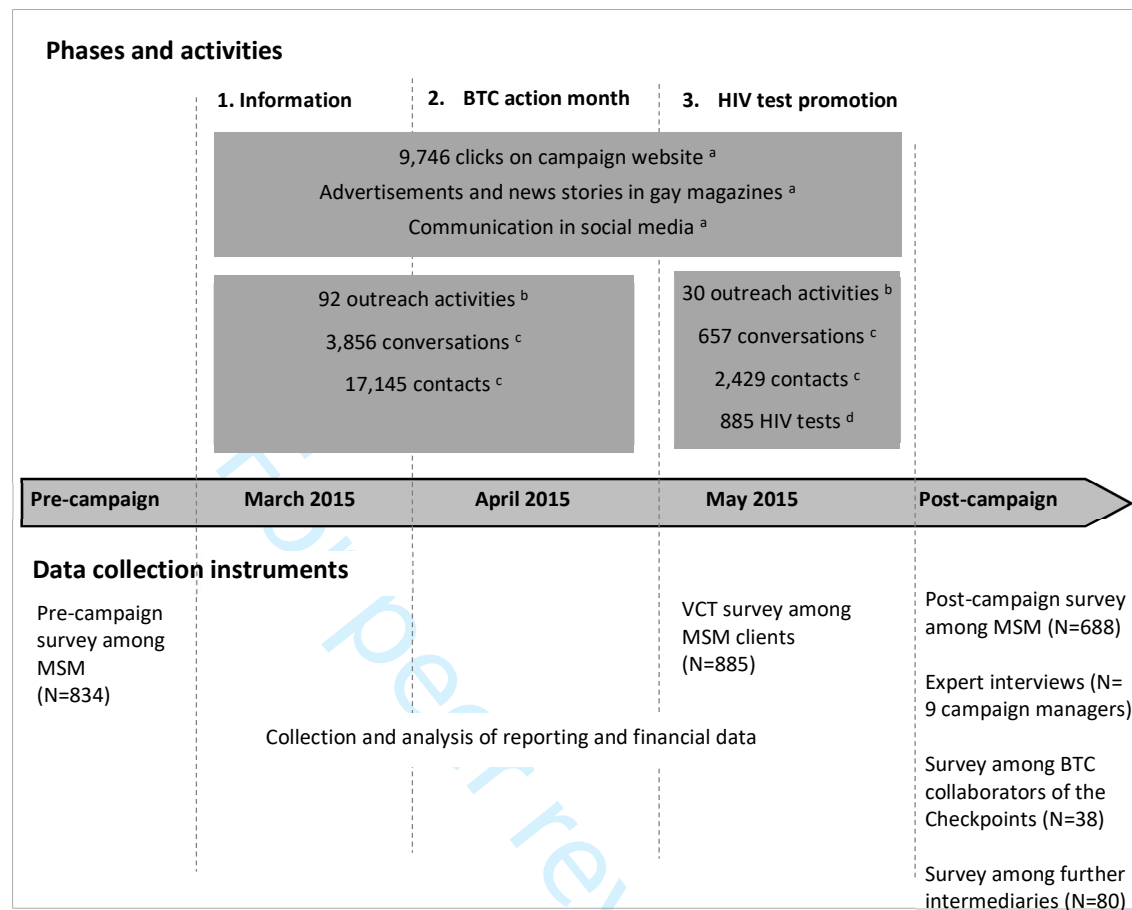 Phases and activities
1. Information
2. BTC action month
3. HIV test promotion
9,746 clicks on campaign website a
Advertisements and news stories in gay magazines a
Communication in social media a
92 outreach activities b
3,856 conversations c
17,145 contacts c
30 outreach activities b
657 conversations c
2,429 contacts c
885 HIV tests d
Pre-campaign
March 2015
April 2015
May 2015
Post-campaign
Data collection instruments
Pre-campaign
survey among
MSM
(N=834)
VCT survey among
MSM clients
(N=885)
Post-campaign survey
among MSM (N=688)
Expert interviews (N=
9 campaign managers)
Survey among BTC
collaborators of the
Checkpoints (N=38)
Survey among further
intermediaries (N=80)
Collection and analysis of reporting and financial data